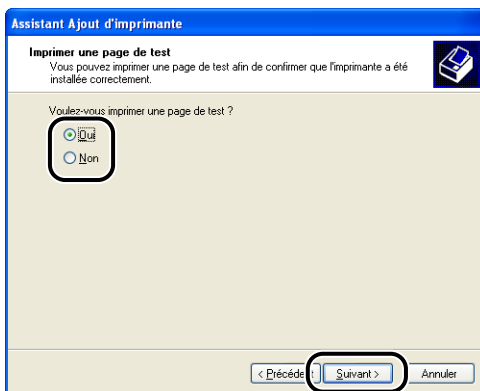 Assistant Ajout d'imprimante
Imprimer une page de test
Vous pouvez imprimer une page de test afin de confirmer que l'imprimante a été
installée correctement.
Voulez-vous imprimer une page de test ?
Oui
Non
< Précédent Suivant > Annuler